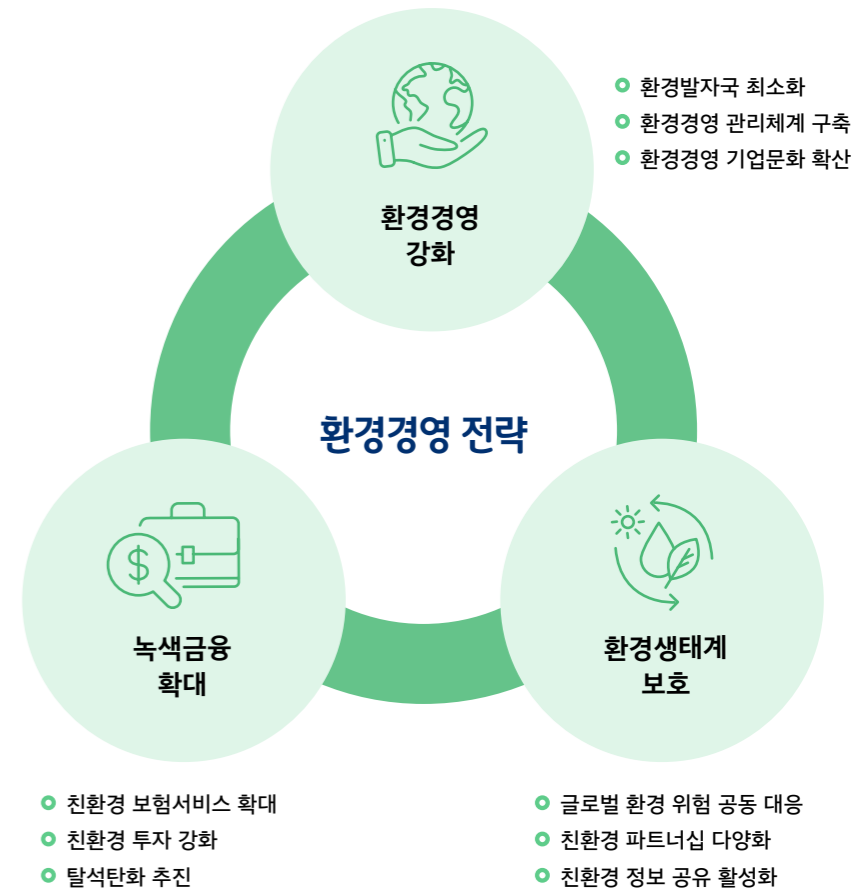 환경발자국 최소화
환경경영 관리체계 구축
환경경영 기업문화 확산
환경경영
강화
환경경영 전략
$
녹색금융
확대
환경생태계
보호
친환경 보험서비스 확대
친환경 투자 강화
탈석탄화 추진
글로벌 환경 위험 공동 대응
친환경 파트너십 다양화
친환경 정보 공유 활성화